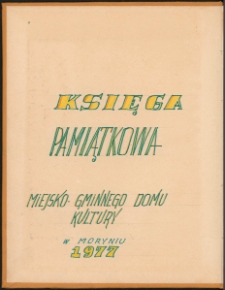 KSIĘGA
PAMIĄTKOWA
MIEJSKO-GMINNEGO DOMU
KULTURY
W MORYNIU
1977